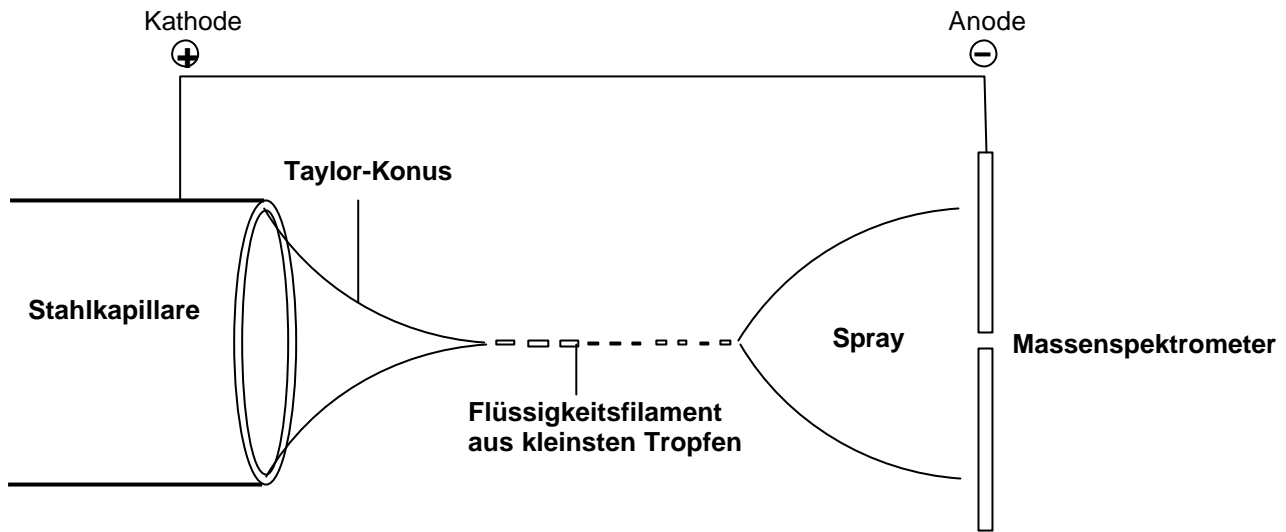 Kathode
Anode
+
−
Taylor-Konus
Stahlkapillare
Spray
Massenspektrometer
Flüssigkeitsfilament
aus kleinsten Tropfen